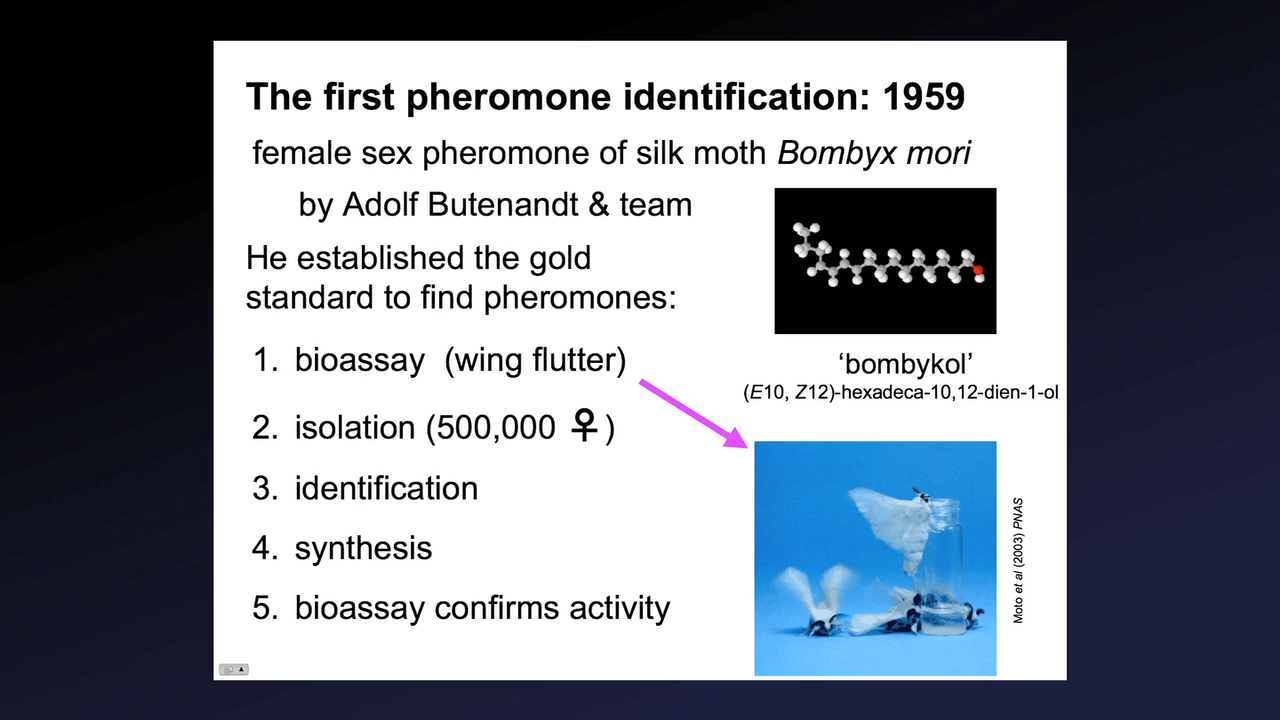 The first pheromone identification: 1959
female sex pheromone of silk moth Bombyx mori
by Adolf Butenandt & team
He established the gold
standard to find pheromones:
1. bioassay (wing flutter)
2. isolation (500,000 ♀)
3. identification
4. synthesis
5. bioassay confirms activity
‘bombykol’
(E10, Z12)-hexadeca-10,12-dien-1-ol
Moto et al (2003) PNAS